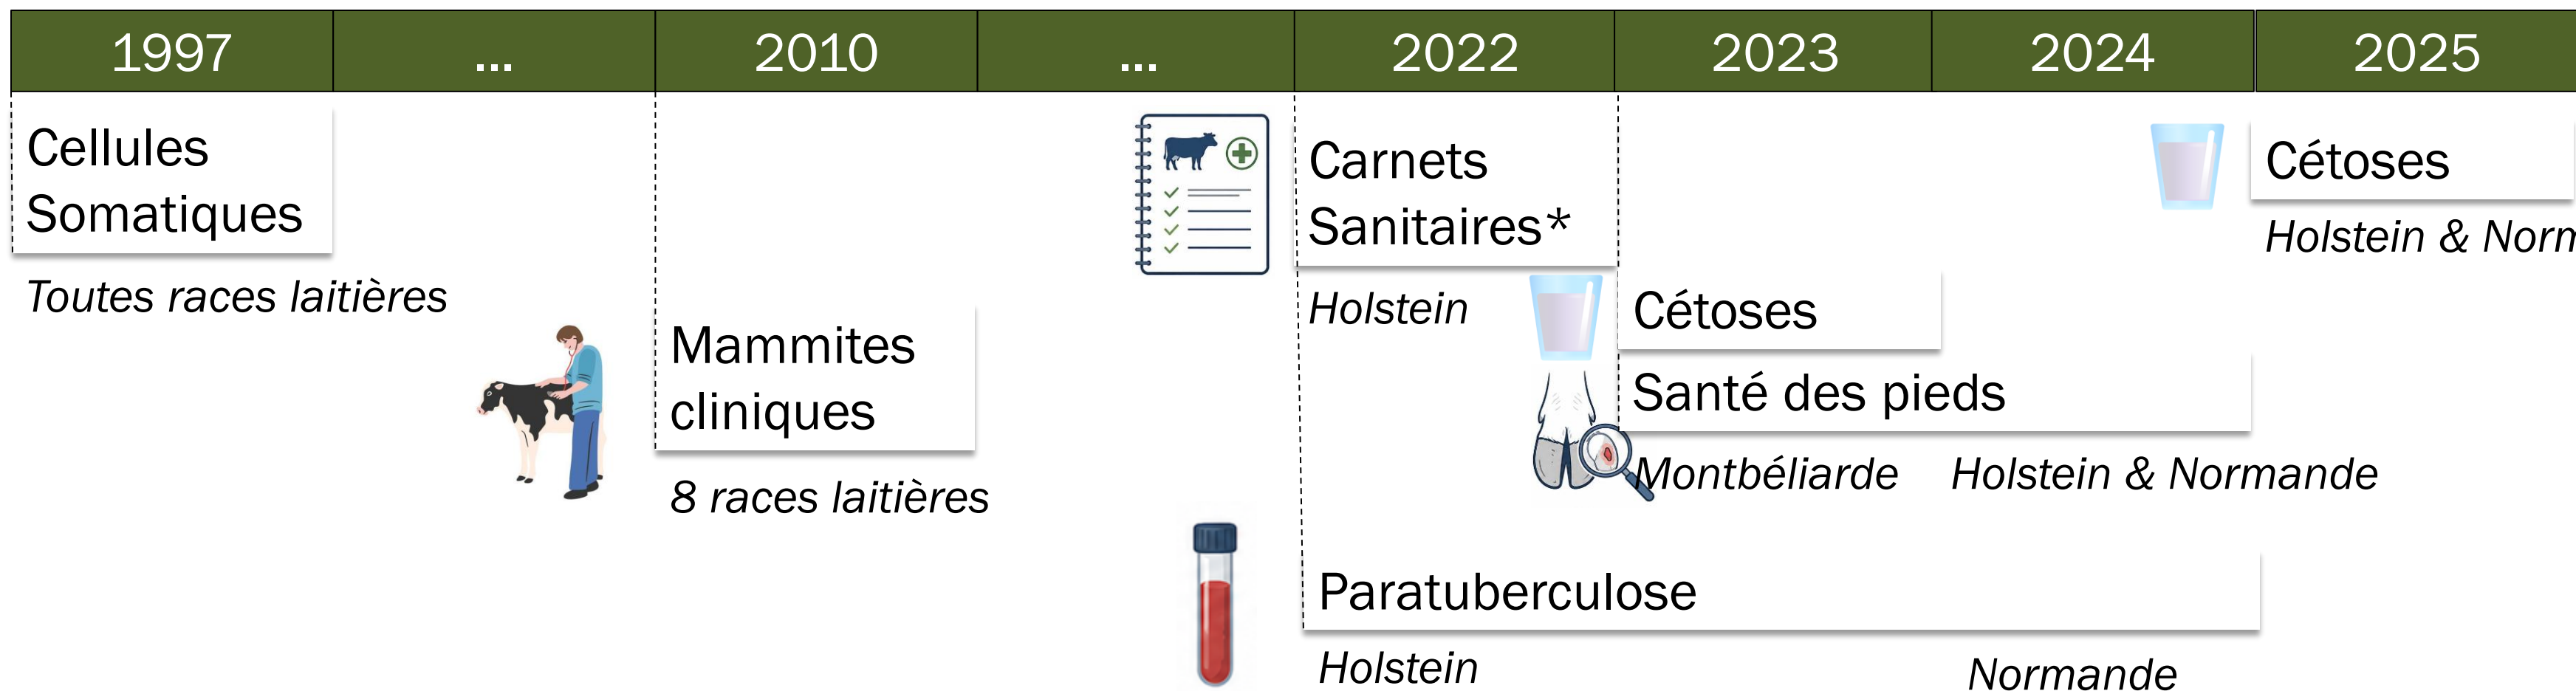 1997 ... 2010 ... 2022 2023 2024 2025
Cellules
Somatiques
Toutes races laitières
Mammites
cliniques
8 races laitières
Carnets
Sanitaires*
Holstein
Cétoses
Santé des pieds
Montbéliarde Holstein & Normande
Paratuberculose
Holstein Normande
Cétoses
Holstein &